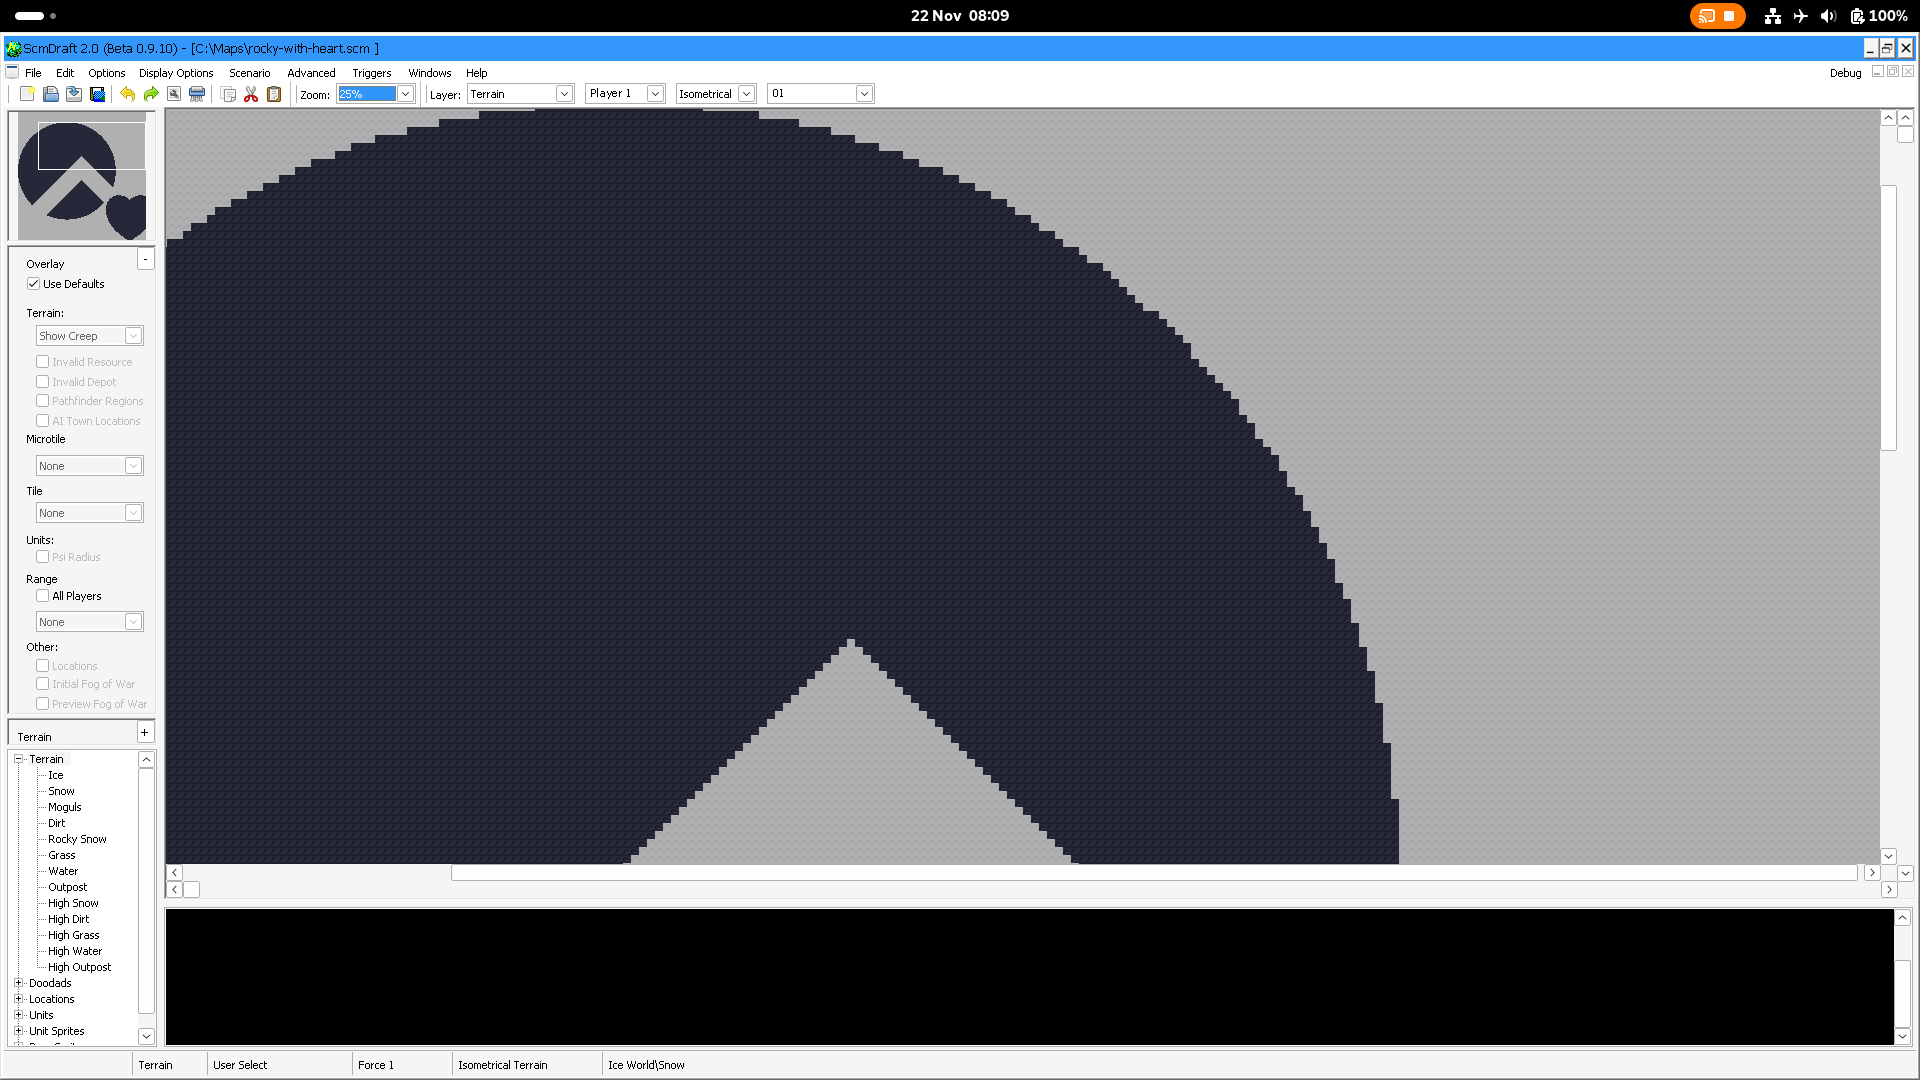 22 Nov 08:09
100%
ScmDraft 2.0 (Beta 0.9.10) - [C:\Maps\rocky-with-heart.scm ]
File Edit Options Display Options Scenario Advanced Triggers Windows Help Debug
Zoom: 25% Layer: Terrain Player 1 Isometrical 01
Overlay -
Use Defaults
Terrain:
Show Creep
Invalid Resource
Invalid Depot
Pathfinder Regions
AI Town Locations
Microtile
None
Tile
None
Units:
Psi Radius
Range
All Players
None
Other:
Locations
Initial Fog of War
Preview Fog of War
Terrain +
Terrain
Ice
Snow
Moguls
Dirt
Rocky Snow
Grass
Water
Outpost
High Snow
High Dirt
High Grass
High Water
High Outpost
Doodads
Locations
Units
Unit Sprites
Terrain User Select Force 1 Isometrical Terrain Ice World\Snow